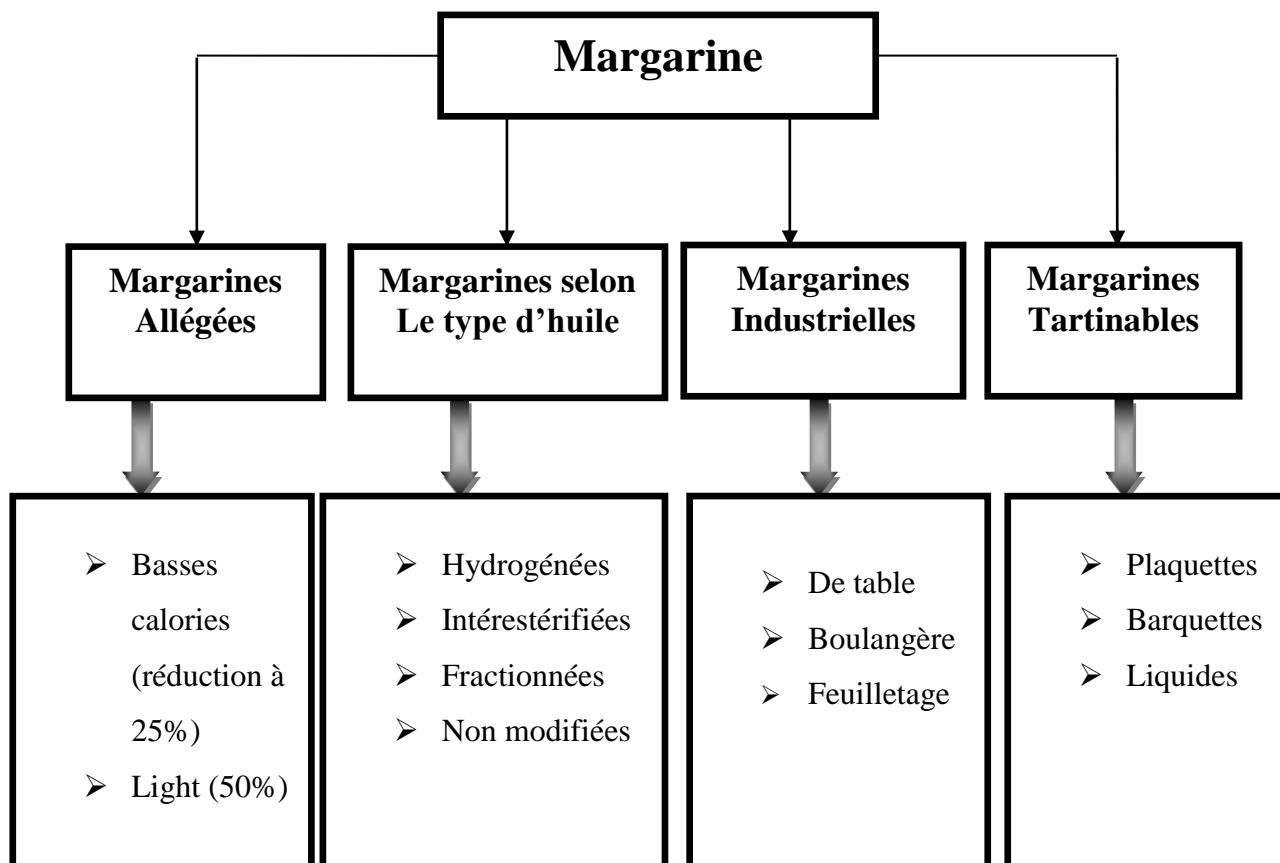 Margarine
Margarines
Allégées
Margarines selon
Le type d’huile
Margarines
Industrielles
Margarines
Tartinables
➢ Basses
calories
(réduction à
25%)
➢ Light (50%)
➢ Hydrogénées
➢ Intérestérifiées
➢ Fractionnées
➢ Non modifiées
➢ De table
➢ Boulangère
➢ Feuilletage
➢ Plaquettes
➢ Barquettes
➢ Liquides